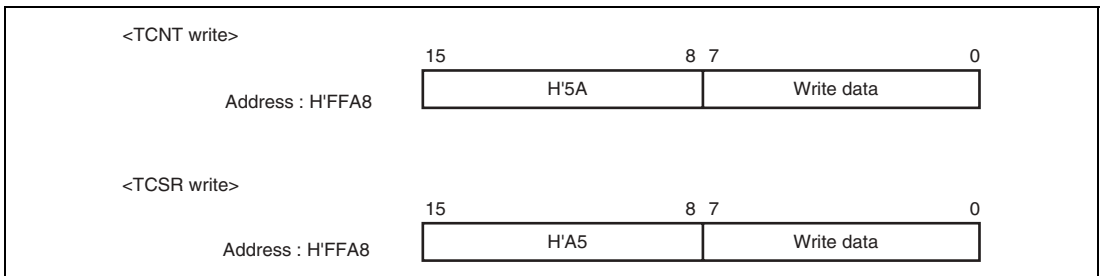 <TCNT write>
15 8 7 0
Address : H'FFA8 H'5A Write data
<TCSR write>
15 8 7 0
Address : H'FFA8 H'A5 Write data